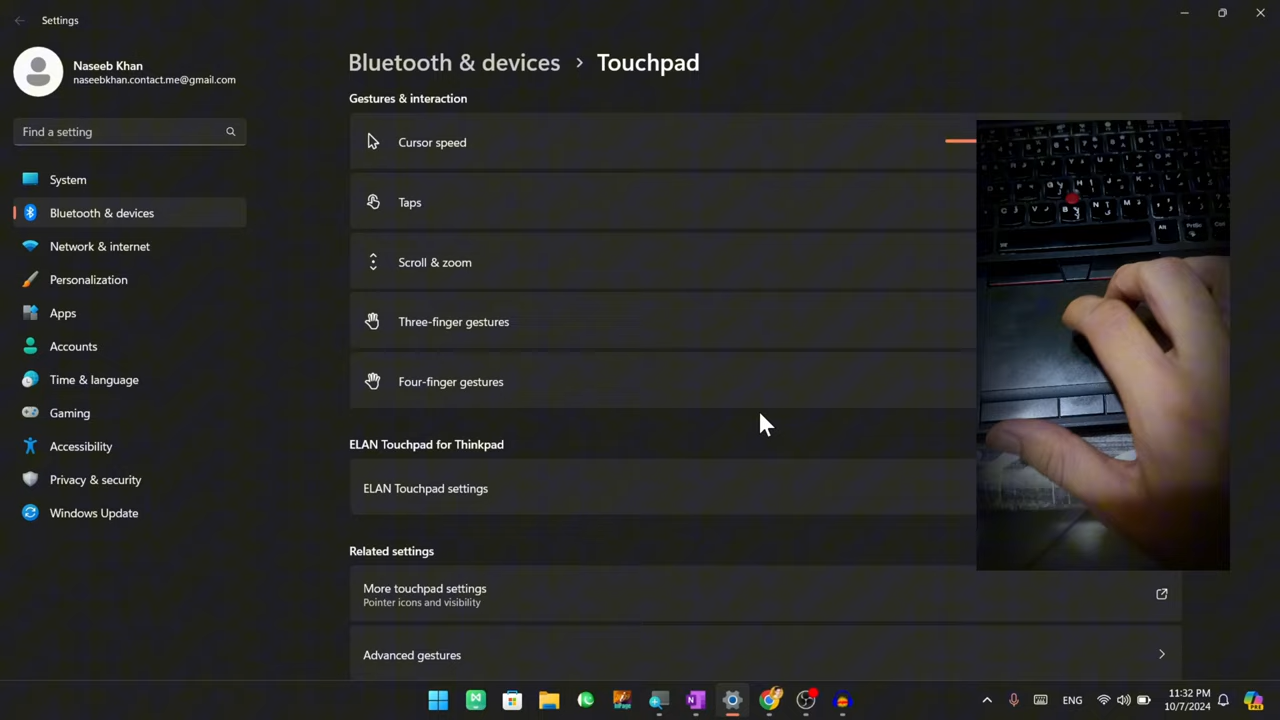 Settings
Naseeb Khan
naseebkhan.contact.me@gmail.com
Find a setting
System
Bluetooth & devices
Network & internet
Personalization
Apps
Accounts
Time & language
Gaming
Accessibility
Privacy & security
Windows Update
Bluetooth & devices > Touchpad
Gestures & interaction
Cursor speed
Taps
Scroll & zoom
Three-finger gestures
Four-finger gestures
ELAN Touchpad for Thinkpad
ELAN Touchpad settings
Related settings
More touchpad settings
Pointer icons and visibility
Advanced gestures
Alt PrtSc
ENG
11:32 PM
10/7/2024